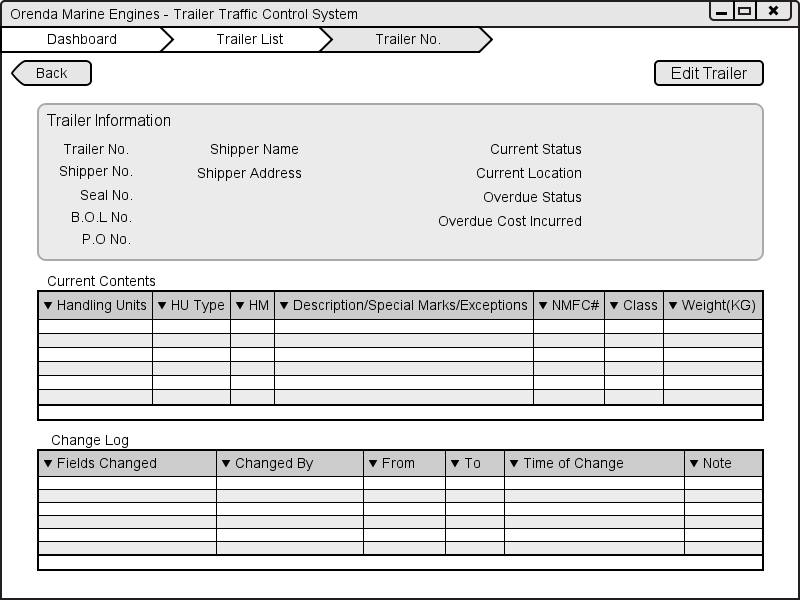 Orenda Marine Engines - Trailer Traffic Control System
Dashboard Trailer List Trailer No.
Back Edit Trailer
Trailer Information
Trailer No. Shipper Name Current Status
Shipper No. Shipper Address Current Location
Seal No. Overdue Status
B.O.L No. Overdue Cost Incurred
P.O No.
Current Contents
Handling Units HU Type HM Description/Special Marks/Exceptions NMFC# Class Weight(KG)
Change Log
Fields Changed Changed By From To Time of Change Note